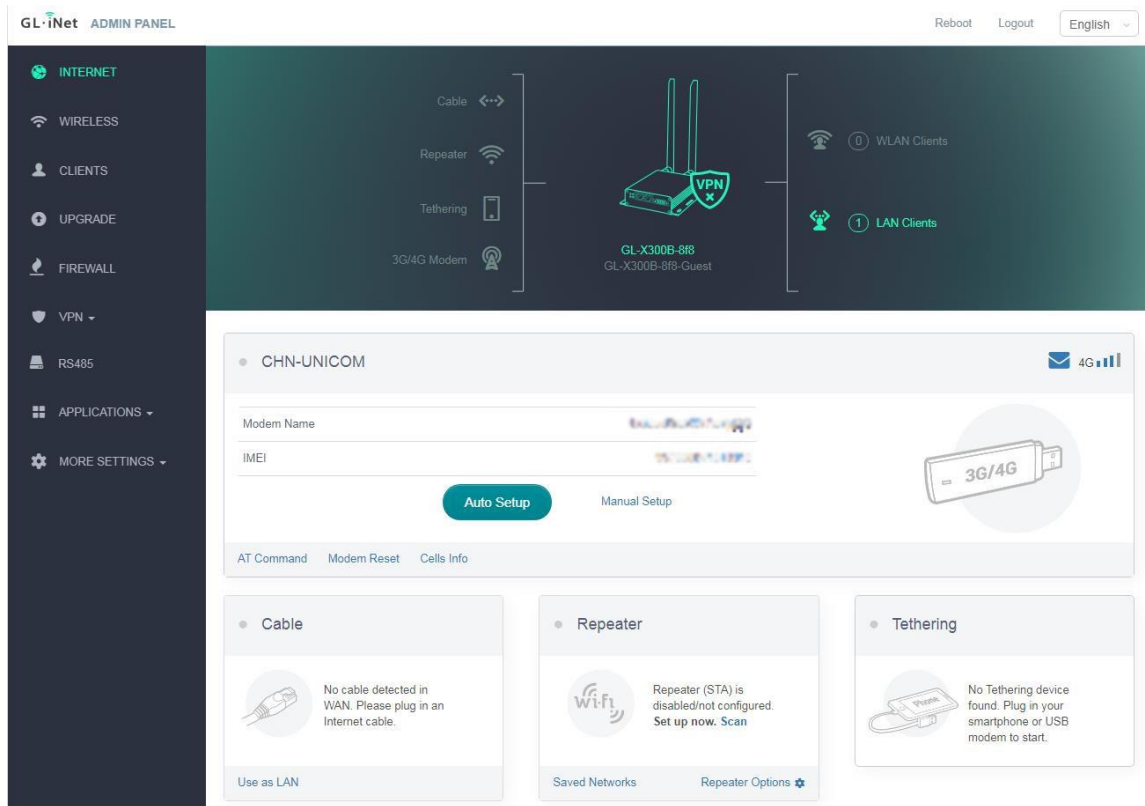 GL·iNet ADMIN PANEL
Reboot Logout English
INTERNET
WIRELESS
CLIENTS
UPGRADE
FIREWALL
VPN
RS485
APPLICATIONS
MORE SETTINGS
Cable
Repeater
Tethering
3G/4G Modem
VPN
GL-X300B-8f8
GL-X300B-8f8-Guest
0 WLAN Clients
1 LAN Clients
CHN-UNICOM
4G
Modem Name
IMEI
Auto Setup Manual Setup
3G/4G
AT Command Modem Reset Cells Info
Cable
No cable detected in
WAN. Please plug in an
Internet cable.
Use as LAN
Repeater
Wi-Fi
Repeater (STA) is
disabled/not configured.
Set up now. Scan
Saved Networks Repeater Options
Tethering
Phone
No Tethering device
found. Plug in your
smartphone or USB
modem to start.